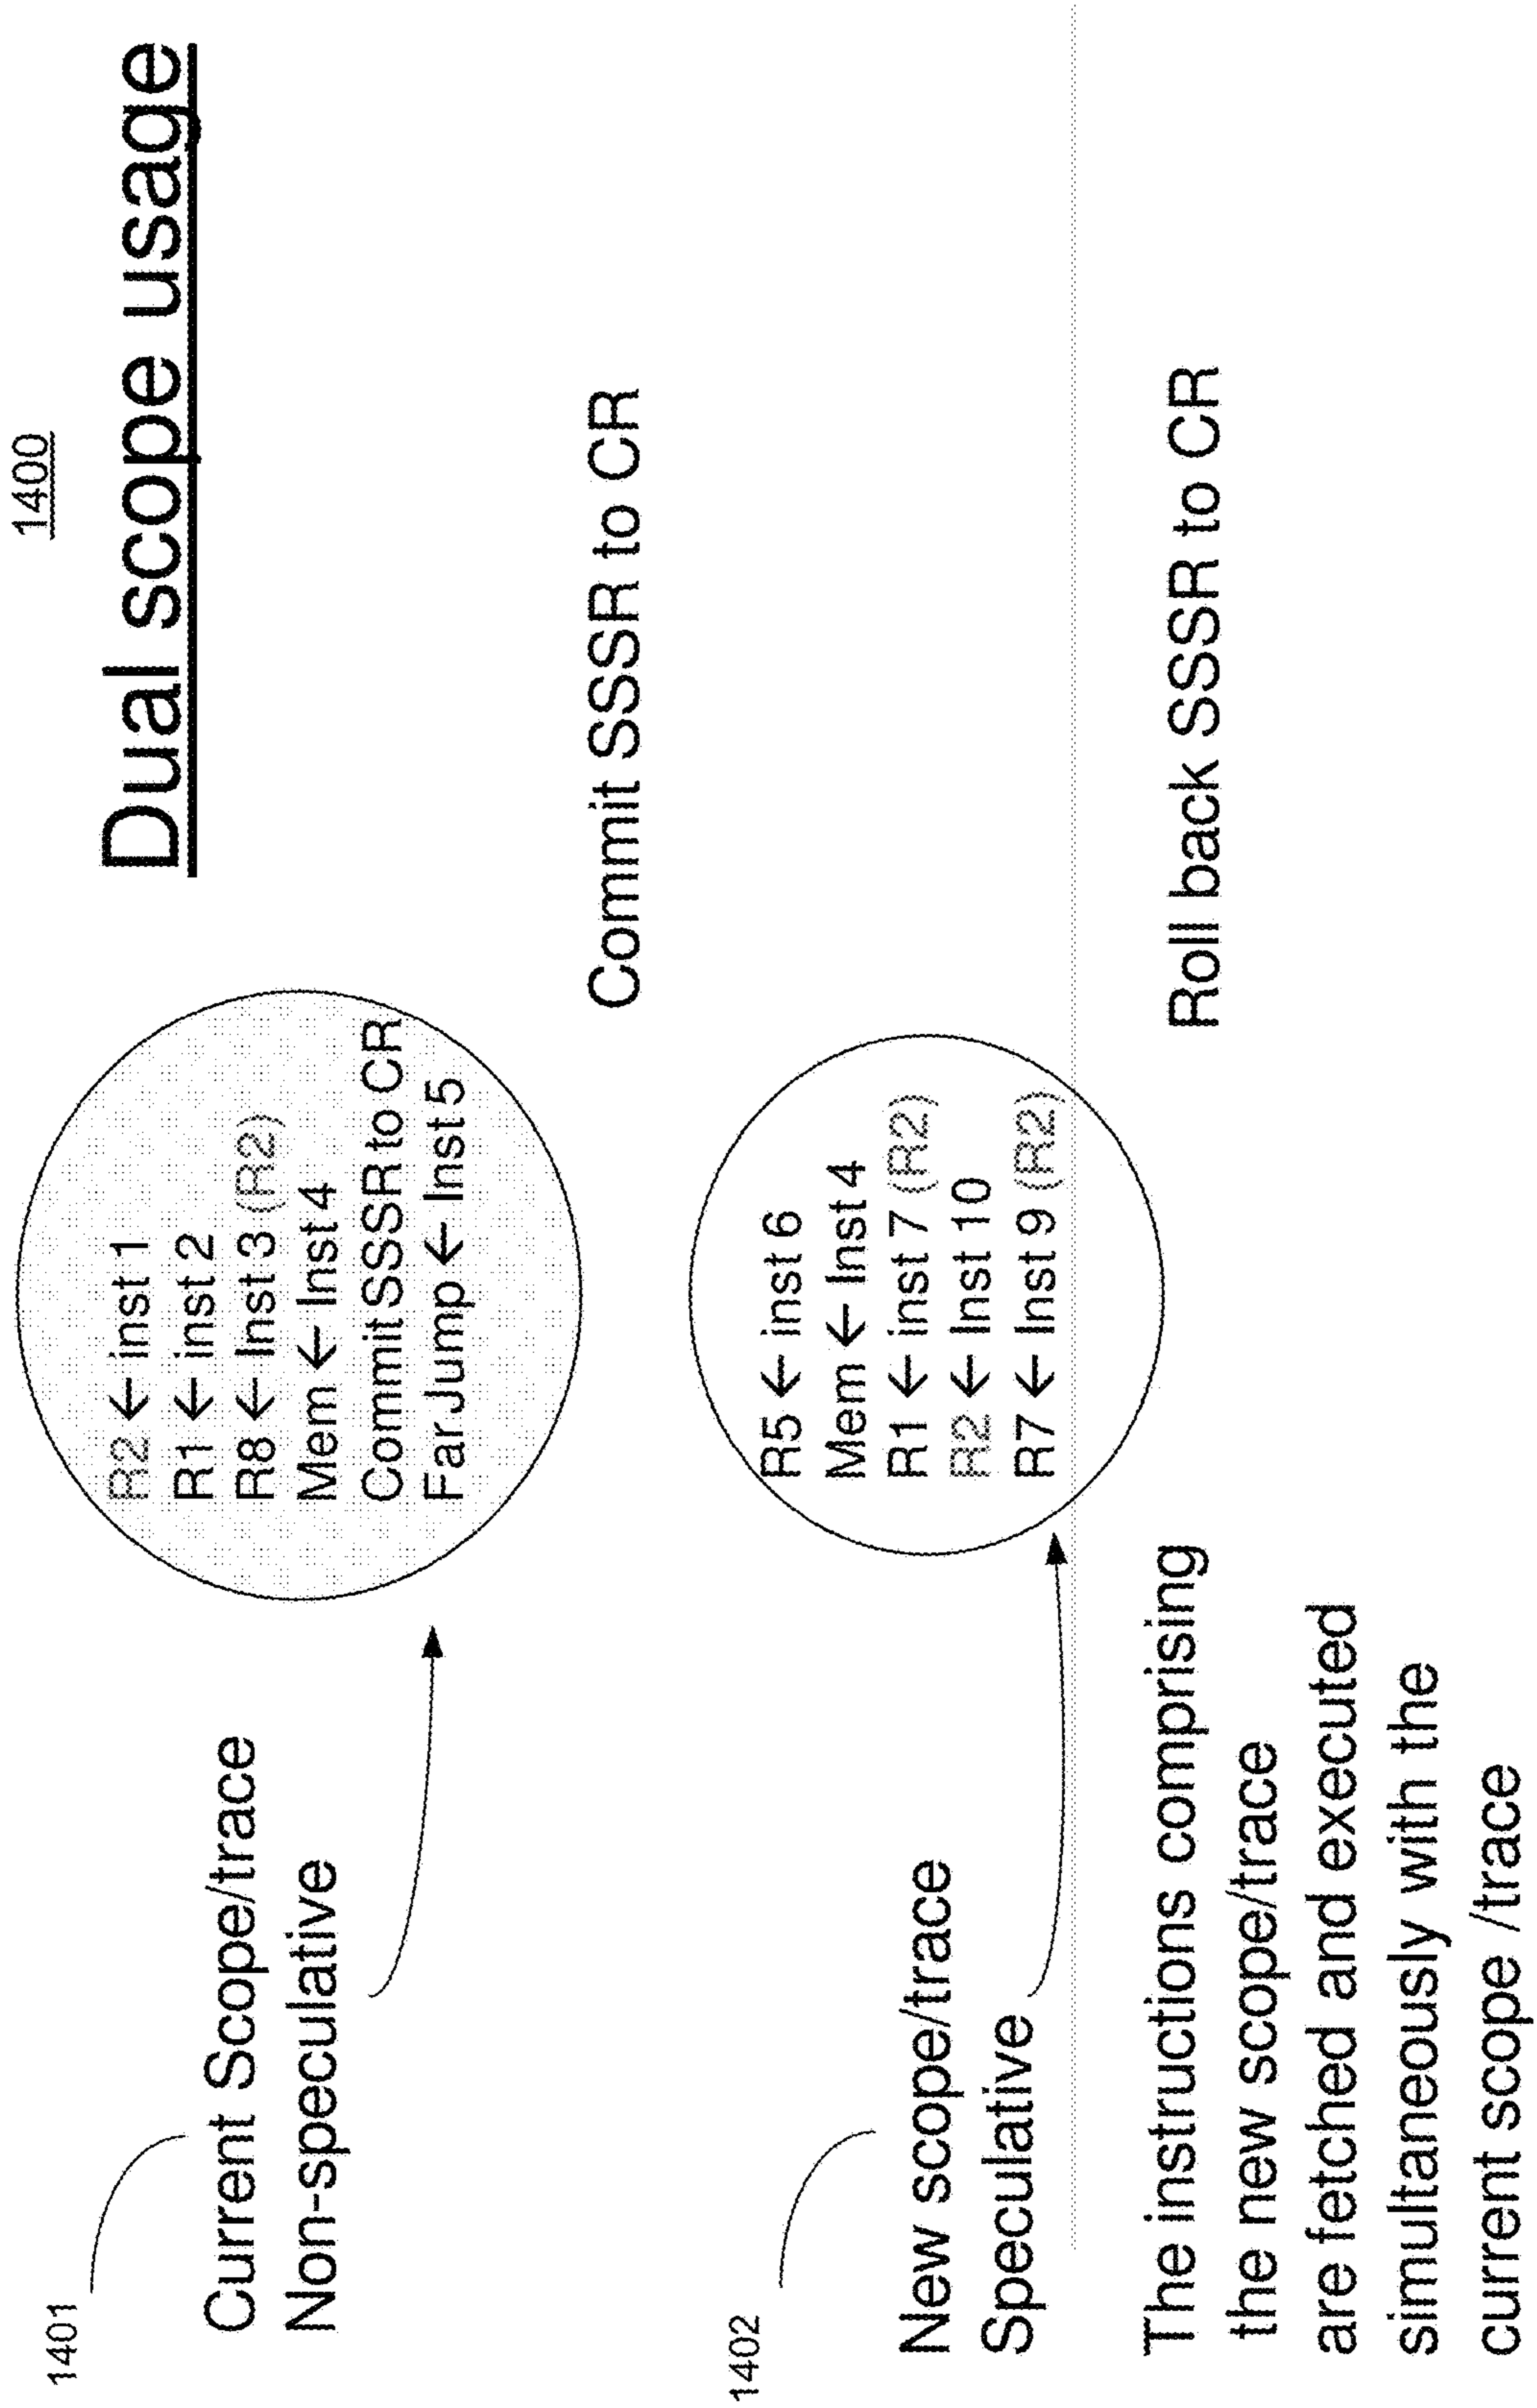 1400
Dual scope usage
1401
Current Scope/trace
Non-speculative
R2 ← inst 1
R1 ← inst 2
R8 ← Inst 3 (R2)
Mem ← Inst 4
Commit SSSR to CR
Far Jump ← Inst 5
Commit SSSR to CR
1402
New scope/trace
Speculative
R5 ← inst 6
Mem ← Inst 4
R1 ← inst 7 (R2)
R2 ← Inst 10
R7 ← Inst 9 (R2)
Roll back SSSR to CR
The instructions comprising
the new scope/trace
are fetched and executed
simultaneously with the
current scope /trace